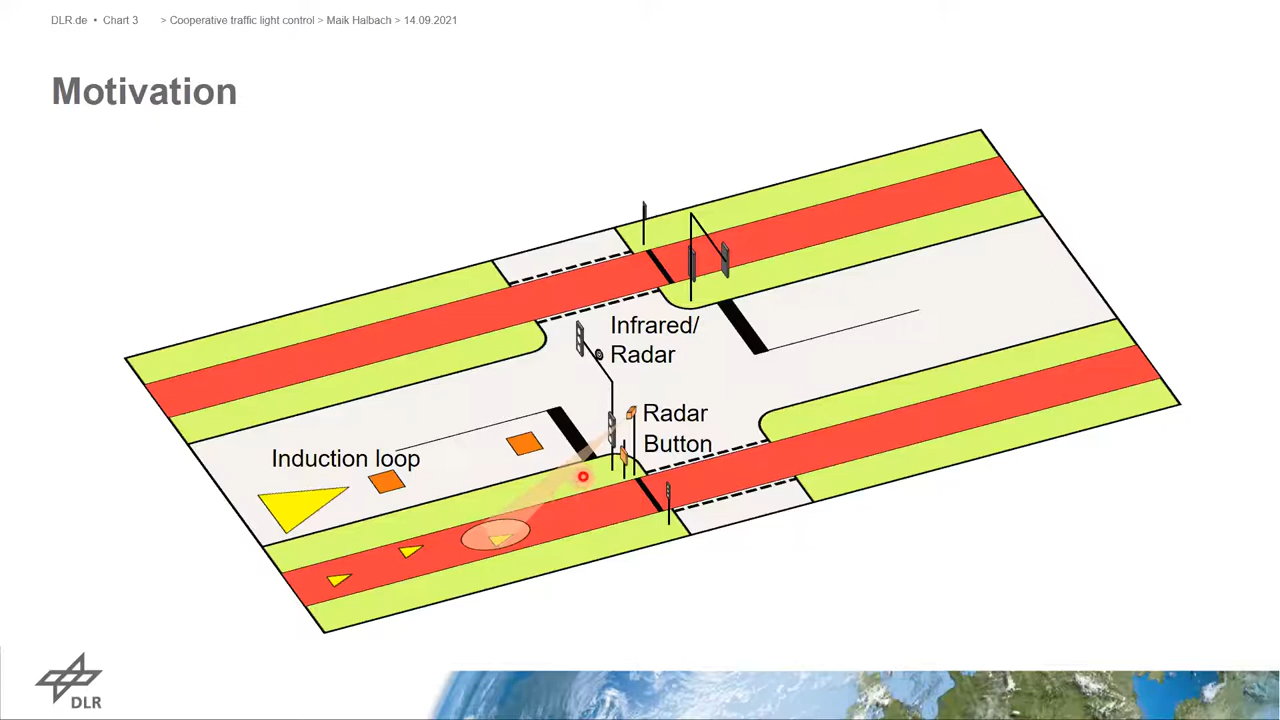 DLR.de • Chart 3 > Cooperative traffic light control > Maik Halbach > 14.09.2021
Motivation
Infrared/
Radar
Radar
Button
Induction loop
DLR